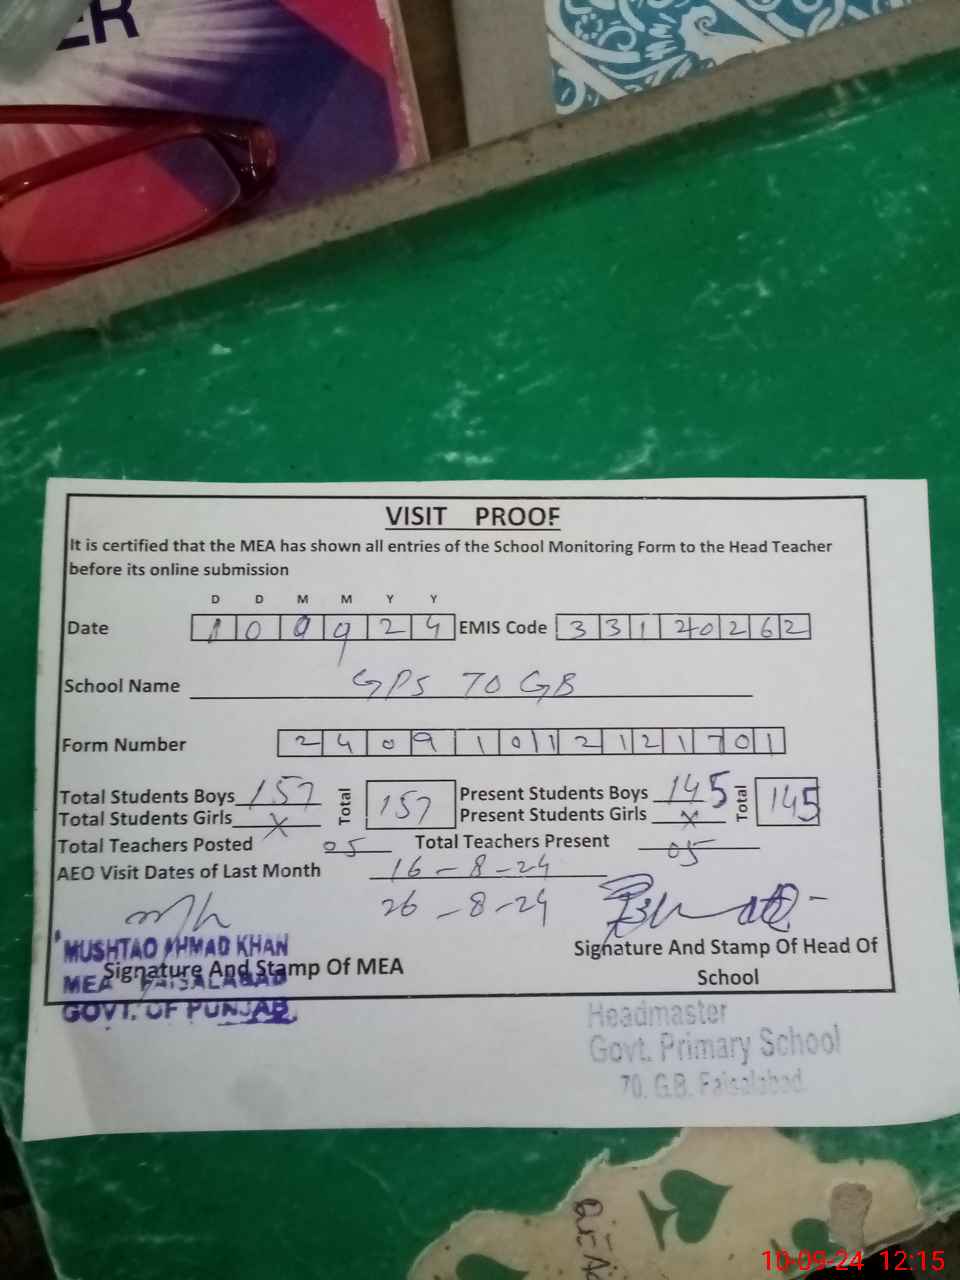 ER
VISIT PROOF
It is certified that the MEA has shown all entries of the School Monitoring Form to the Head Teacher
before its online submission
D D M M Y Y
Date 1 0 0 9 2 4 EMIS Code 3 3 1 2 0 2 6 2
School Name GPS 70 GB
Form Number 2 4 0 9 1 0 1 2 1 2 1 7 0 1
Total Students Boys 157 Total 157 Present Students Boys 145 Total 145
Total Students Girls X Present Students Girls X
Total Teachers Posted 05 Total Teachers Present 05
AEO Visit Dates of Last Month 16-8-24
26-8-24
MUSHTAQ AHMAD KHAN
MEA FAISALABAD
GOVT. OF PUNJAB
Signature And Stamp Of MEA
Signature And Stamp Of Head Of
School
Headmaster
Govt. Primary School
70. G.B. Faisalabad
10-09-24 12:15